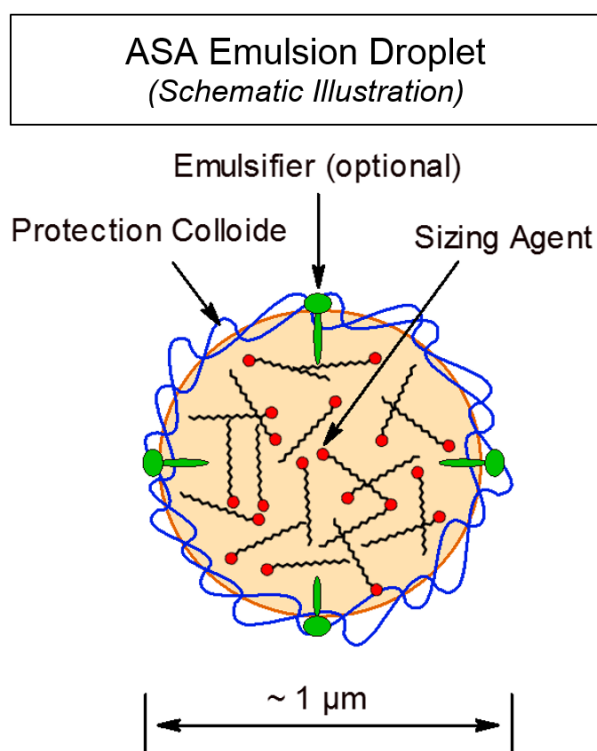 ASA Emulsion Droplet
(Schematic Illustration)
Emulsifier (optional)
Protection Colloide
Sizing Agent
~ 1 µm